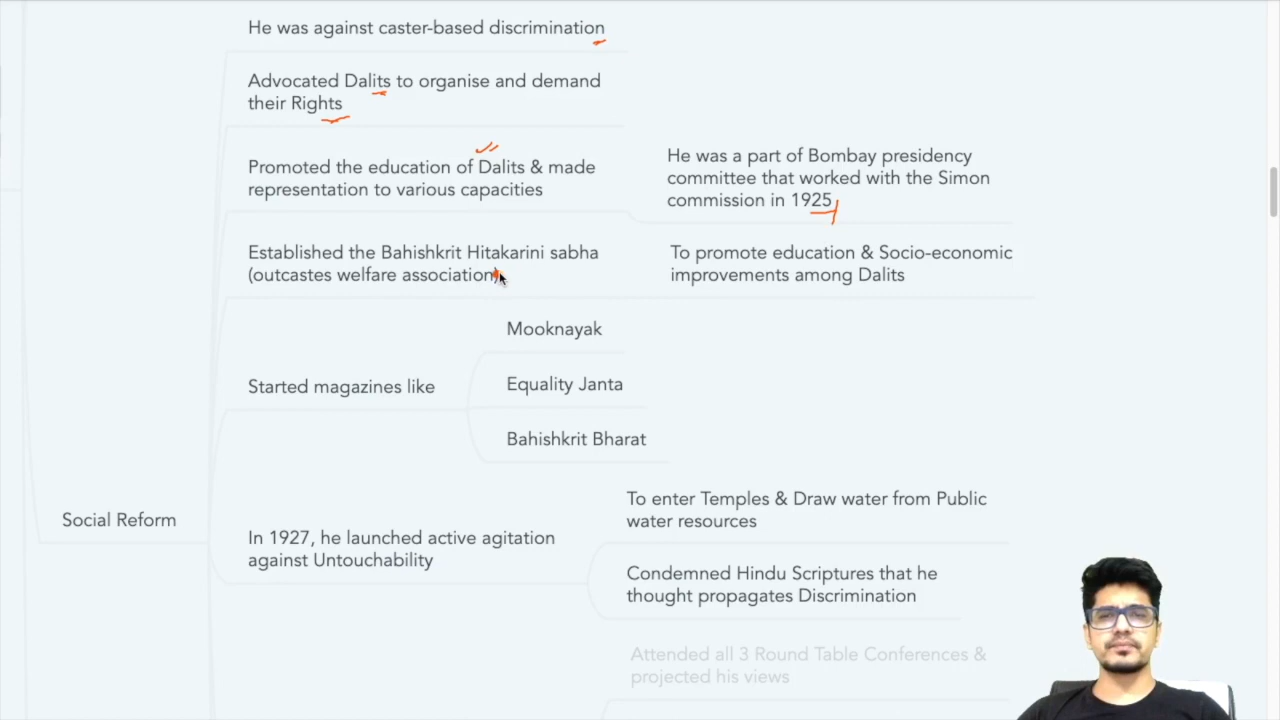 He was against caster-based discrimination
Advocated Dalits to organise and demand
their Rights
Promoted the education of Dalits & made
representation to various capacities
He was a part of Bombay presidency
committee that worked with the Simon
commission in 1925
Established the Bahishkrit Hitakarini sabha
(outcastes welfare association)
To promote education & Socio-economic
improvements among Dalits
Started magazines like
Mooknayak
Equality Janta
Bahishkrit Bharat
Social Reform
In 1927, he launched active agitation
against Untouchability
To enter Temples & Draw water from Public
water resources
Condemned Hindu Scriptures that he
thought propagates Discrimination
Attended all 3 Round Table Conferences &
projected his views